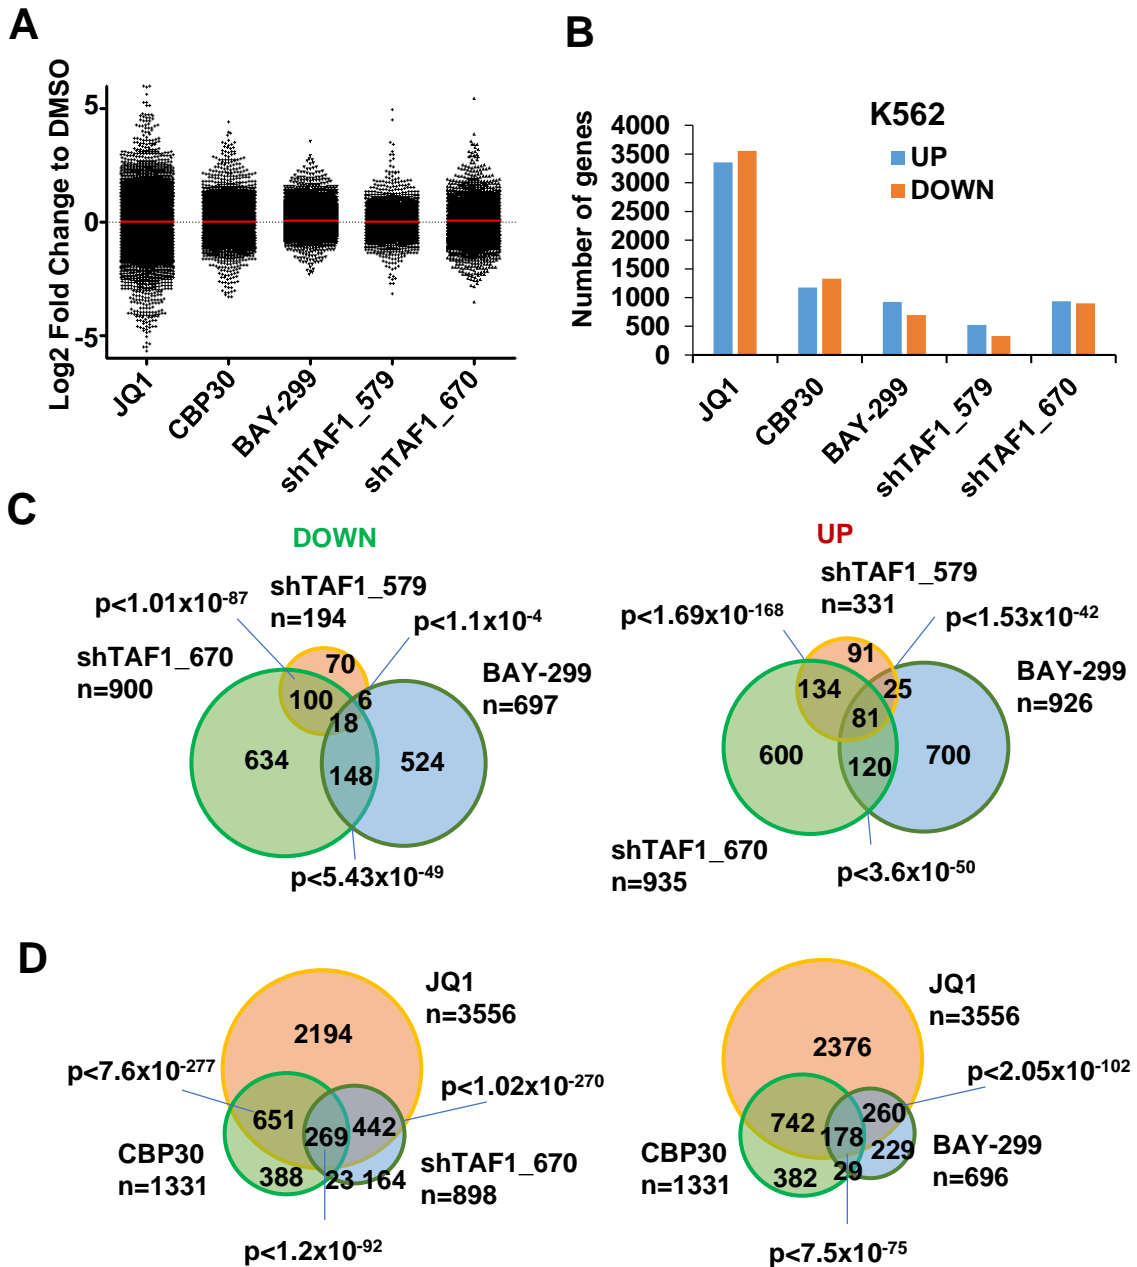 A
Log2 Fold Change to DMSO
5
0
-5
JQ1
CBP30
BAY-299
shTAF1_579
shTAF1_670
B
K562
UP
DOWN
Number of genes
4000
3500
3000
2500
2000
1500
1000
500
0
JQ1
CBP30
BAY-299
shTAF1_579
shTAF1_670
C
DOWN
shTAF1_579
n=194
p<1.01x10-87
p<1.1x10-4
shTAF1_670
n=900
BAY-299
n=697
70
100
6
18
634
148
524
p<5.43x10-49
UP
shTAF1_579
n=331
p<1.69x10-168
p<1.53x10-42
BAY-299
n=926
91
134
25
81
600
120
700
shTAF1_670
n=935
p<3.6x10-50
D
JQ1
n=3556
2194
p<7.6x10-277
p<1.02x10-270
651
269
442
CBP30
n=1331
388
23
164
shTAF1_670
n=898
p<1.2x10-92
JQ1
n=3556
2376
p<2.05x10-102
742
178
260
229
CBP30
n=1331
382
29
BAY-299
n=696
p<7.5x10-75